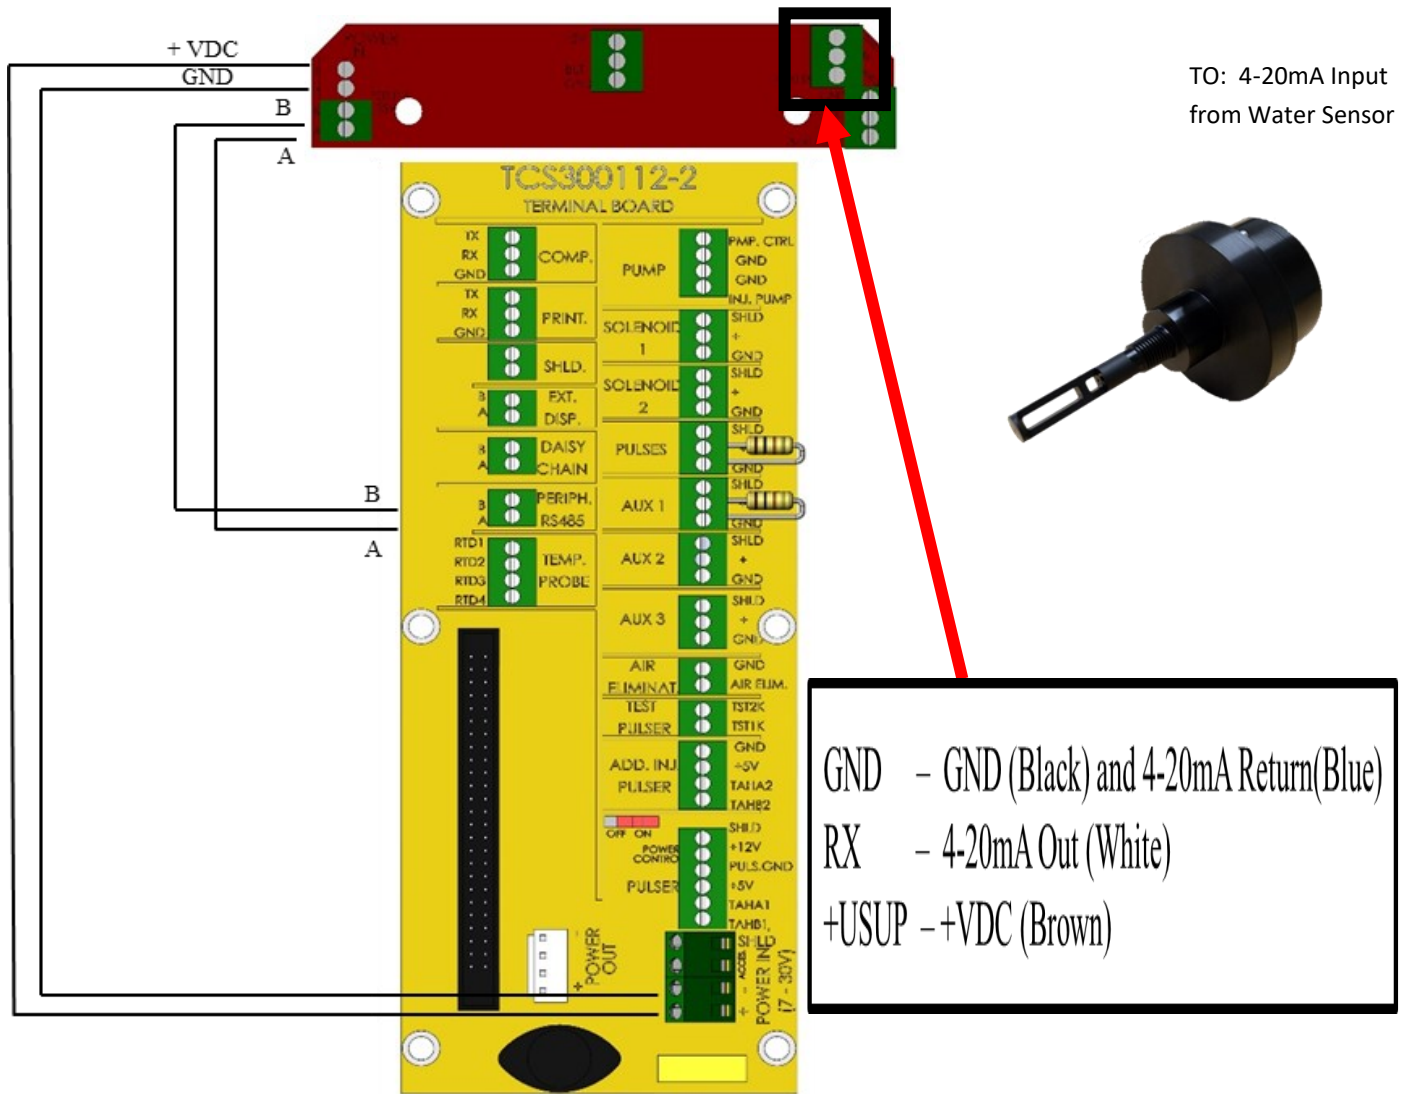 + VDC
GND
B
A
TO: 4-20mA Input
from Water Sensor
TCS300112-2
TERMINAL BOARD
TX
RX
GND
COMP.
TX
RX
GND
PRINT.
SHLD.
B
A
EXT.
DISP.
B
A
DAISY
CHAIN
B
A
B
A
PERIPH.
RS485
RTD1
RTD2
RTD3
RTD4
TEMP.
PROBE
PUMP
PMP. CTRL
GND
GND
INJ. PUMP
SOLENOID
1
SHLD
+
GND
SOLENOID
2
SHLD
+
GND
PULSES
SHLD
GND
AUX 1
SHLD
GND
AUX 2
SHLD
+
GND
AUX 3
SHLD
+
GND
AIR
ELIMINAT.
GND
AIR ELIM.
TEST
PULSER
TST2K
TST1K
ADD. INJ.
PULSER
GND
+5V
TAHA2
TAHB2
OFF ON
POWER
CONTROL
PULSER
SHLD
+12V
PULS.GND
+5V
TAHA1
TAHB1
SHLD
ACCES.
-
+
POWER IN
(7 - 30V)
-
+
POWER
OUT
GND – GND (Black) and 4-20mA Return(Blue)
RX – 4-20mA Out (White)
+USUP – +VDC (Brown)